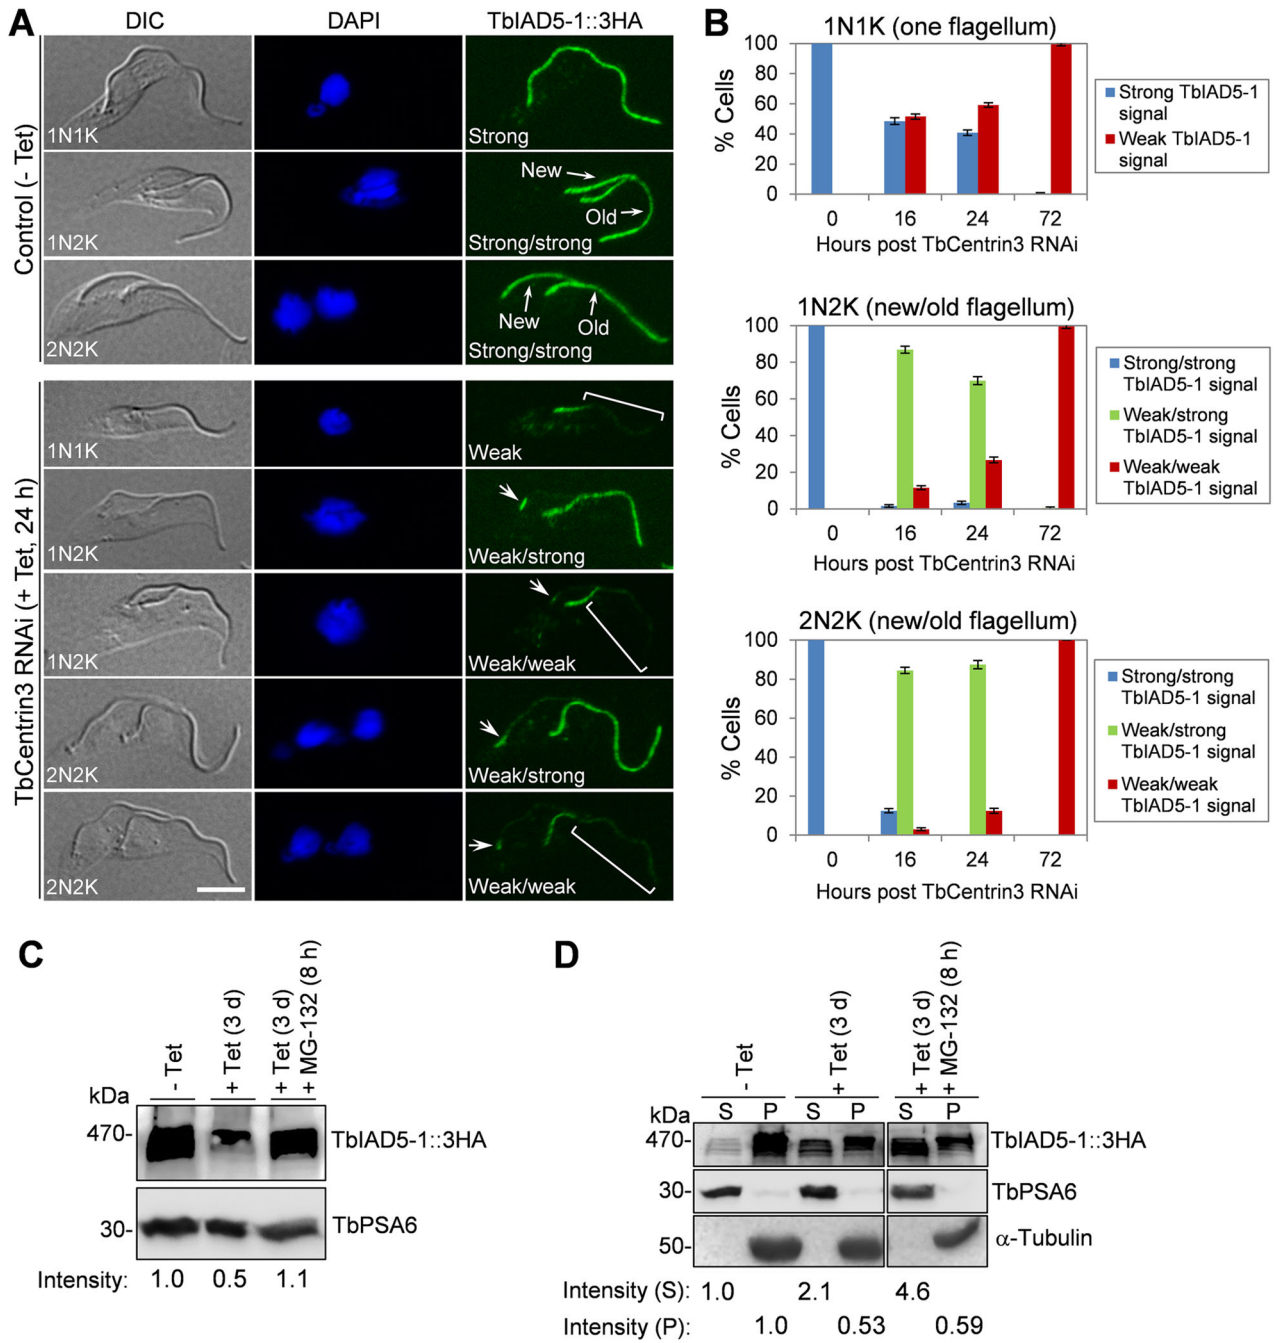 A
DIC
DAPI
TbIAD5-1::3HA
Control (- Tet)
1N1K
Strong
1N2K
New
Old
Strong/strong
2N2K
New
Old
Strong/strong
TbCentrin3 RNAi (+ Tet, 24 h)
1N1K
Weak
1N2K
Weak/strong
1N2K
Weak/weak
2N2K
Weak/strong
2N2K
Weak/weak
B
1N1K (one flagellum)
% Cells
100
80
60
40
20
0
0 16 24 72
Hours post TbCentrin3 RNAi
Strong TbIAD5-1
signal
Weak TbIAD5-1
signal
1N2K (new/old flagellum)
% Cells
100
80
60
40
20
0
0 16 24 72
Hours post TbCentrin3 RNAi
Strong/strong
TbIAD5-1 signal
Weak/strong
TbIAD5-1 signal
Weak/weak
TbIAD5-1 signal
2N2K (new/old flagellum)
% Cells
100
80
60
40
20
0
0 16 24 72
Hours post TbCentrin3 RNAi
Strong/strong
TbIAD5-1 signal
Weak/strong
TbIAD5-1 signal
Weak/weak
TbIAD5-1 signal
C
- Tet
+ Tet (3 d)
+ Tet (3 d)
+ MG-132 (8 h)
kDa
470-
TbIAD5-1::3HA
30-
TbPSA6
Intensity: 1.0 0.5 1.1
D
- Tet
+ Tet (3 d)
+ Tet (3 d)
+ MG-132 (8 h)
kDa S P S P S P
470-
TbIAD5-1::3HA
30-
TbPSA6
50-
α-Tubulin
Intensity (S): 1.0 2.1 4.6
Intensity (P): 1.0 0.53 0.59